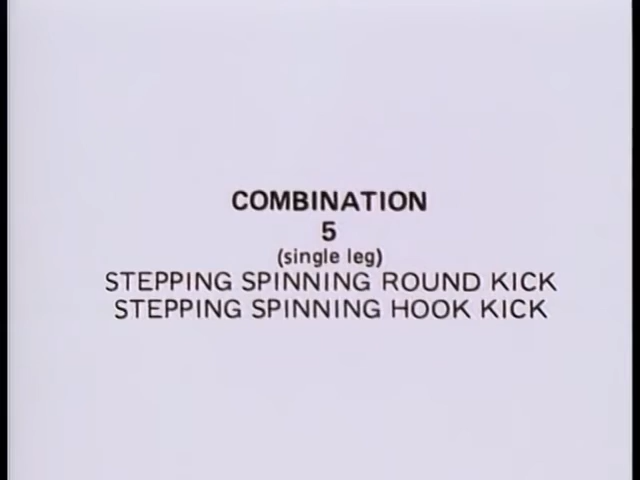 COMBINATION
5
(single leg)
STEPPING SPINNING ROUND KICK
STEPPING SPINNING HOOK KICK